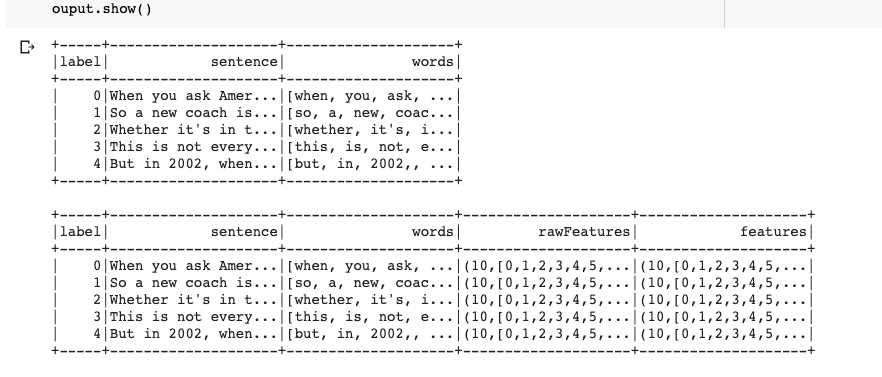 ouput.show()
+-----+--------------------+--------------------+
|label|            sentence|               words|
+-----+--------------------+--------------------+
|    0|When you ask Amer...|[when, you, ask, ...|
|    1|So a new coach is...|[so, a, new, coac...|
|    2|Whether it's in t...|[whether, it's, i...|
|    3|This is not every...|[this, is, not, e...|
|    4|But in 2002, when...|[but, in, 2002,, ...|
+-----+--------------------+--------------------+
+-----+--------------------+--------------------+--------------------+--------------------+
|label|            sentence|               words|         rawFeatures|            features|
+-----+--------------------+--------------------+--------------------+--------------------+
|    0|When you ask Amer...|[when, you, ask, ...|(10,[0,1,2,3,4,5,...|(10,[0,1,2,3,4,5,...|
|    1|So a new coach is...|[so, a, new, coac...|(10,[0,1,2,3,4,5,...|(10,[0,1,2,3,4,5,...|
|    2|Whether it's in t...|[whether, it's, i...|(10,[0,1,2,3,4,5,...|(10,[0,1,2,3,4,5,...|
|    3|This is not every...|[this, is, not, e...|(10,[0,1,2,3,4,5,...|(10,[0,1,2,3,4,5,...|
|    4|But in 2002, when...|[but, in, 2002,, ...|(10,[0,1,2,3,4,5,...|(10,[0,1,2,3,4,5,...|
+-----+--------------------+--------------------+--------------------+--------------------+